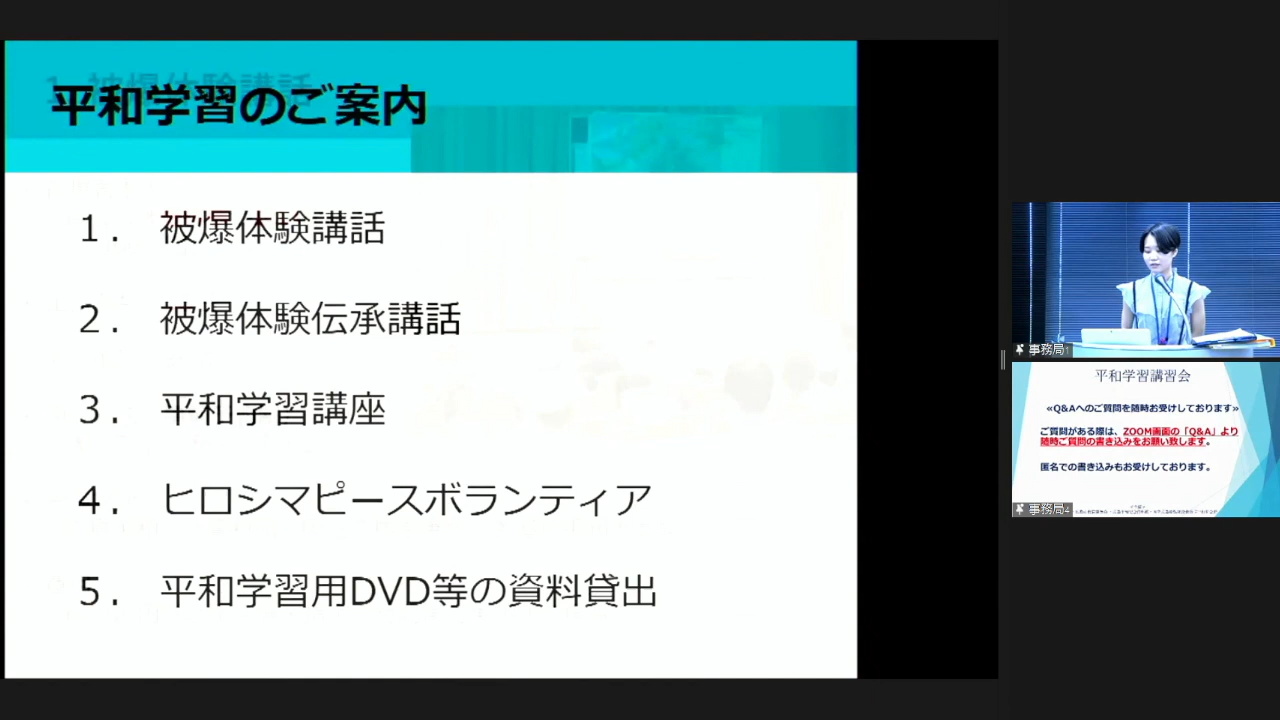 平和学習のご案内
1. 被爆体験講話
2. 被爆体験伝承講話
3. 平和学習講座
4. ヒロシマピースボランティア
5. 平和学習用DVD等の資料貸出
事務局1
平和学習講習会
≪Q&Aへのご質問を随時お受けしております≫
ご質問がある際は、ZOOM画面の「Q&A」より
随時ご質問の書き込みをお願い致します。
匿名での書き込みもお受けしております。
事務局4